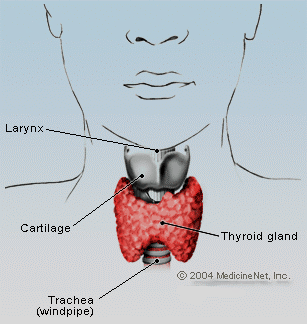 Larynx
Cartilage
Thyroid gland
© 2004 MedicineNet, Inc.
Trachea
(windpipe)